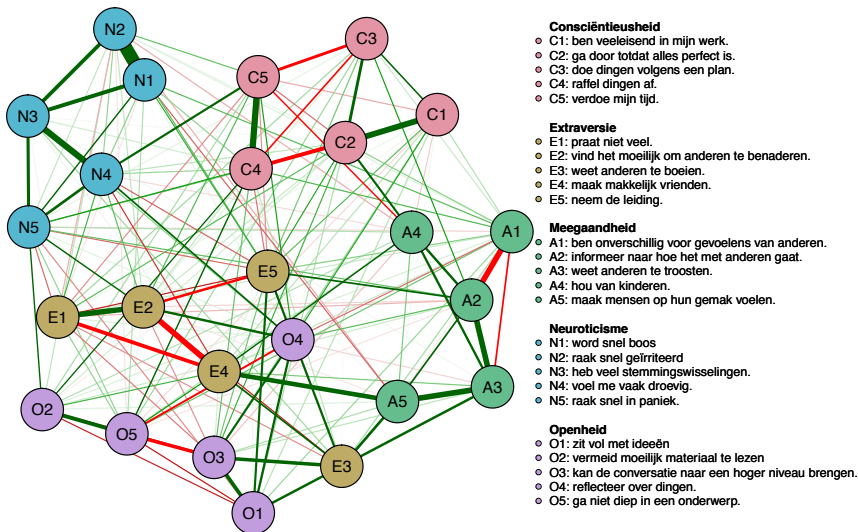 N2
C3
N1
C5
N3
C1
C2
C4
N4
N5
A4
A1
E5
A2
E2
E1
O4
E4
A3
A5
O2
O5
O3
E3
O1
Consciëntieusheid
C1: ben veeleisend in mijn werk.
C2: ga door totdat alles perfect is.
C3: doe dingen volgens een plan.
C4: raffel dingen af.
C5: verdoe mijn tijd.
Extraversie
E1: praat niet veel.
E2: vind het moeilijk om anderen te benaderen.
E3: weet anderen te boeien.
E4: maak makkelijk vrienden.
E5: neem de leiding.
Meegaandheid
A1: ben onverschillig voor gevoelens van anderen.
A2: informeer naar hoe het met anderen gaat.
A3: weet anderen te troosten.
A4: hou van kinderen.
A5: maak mensen op hun gemak voelen.
Neuroticisme
N1: word snel boos
N2: raak snel geïrriteerd
N3: heb veel stemmingswisselingen.
N4: voel me vaak droevig.
N5: raak snel in paniek.
Openheid
O1: zit vol met ideeën
O2: vermeid moeilijk materiaal te lezen
O3: kan de conversatie naar een hoger niveau brengen.
O4: reflecteer over dingen.
O5: ga niet diep in een onderwerp.